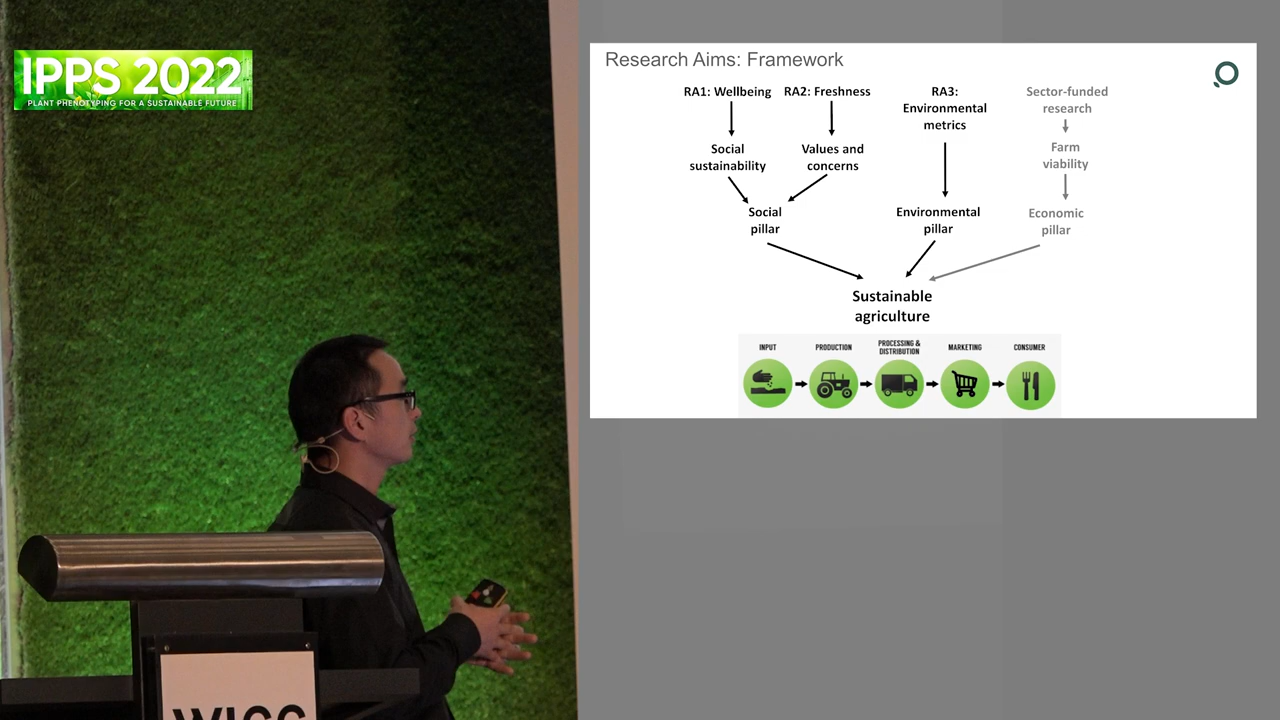 IPPS 2022
PLANT PHENOTYPING FOR A SUSTAINABLE FUTURE
Research Aims: Framework
RA1: Wellbeing
RA2: Freshness
RA3:
Environmental
metrics
Sector-funded
research
Social
sustainability
Values and
concerns
Farm
viability
Social
pillar
Environmental
pillar
Economic
pillar
Sustainable
agriculture
INPUT
PRODUCTION
PROCESSING &
DISTRIBUTION
MARKETING
CONSUMER